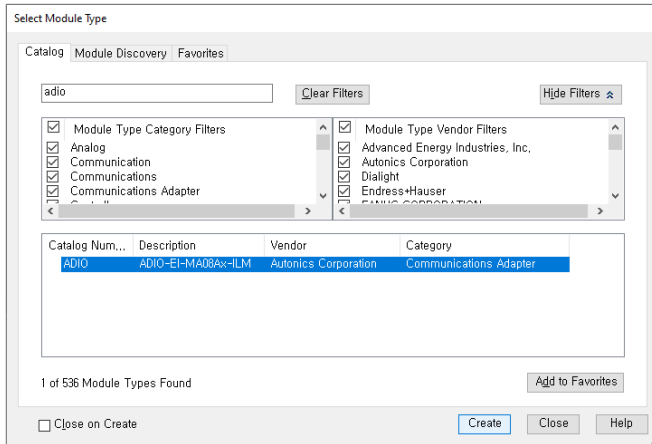 Select Module Type
Catalog Module Discovery Favorites
adio Clear Filters Hide Filters
Module Type Category Filters
Analog
Communication
Communications
Communications Adapter
Module Type Vendor Filters
Advanced Energy Industries, Inc,
Autonics Corporation
Dialight
Endress+Hauser
FANUC CORPORATION
Catalog Num... Description Vendor Category
ADIO ADIO-EI-MA08Ax-ILM Autonics Corporation Communications Adapter
1 of 536 Module Types Found Add to Favorites
Close on Create Create Close Help